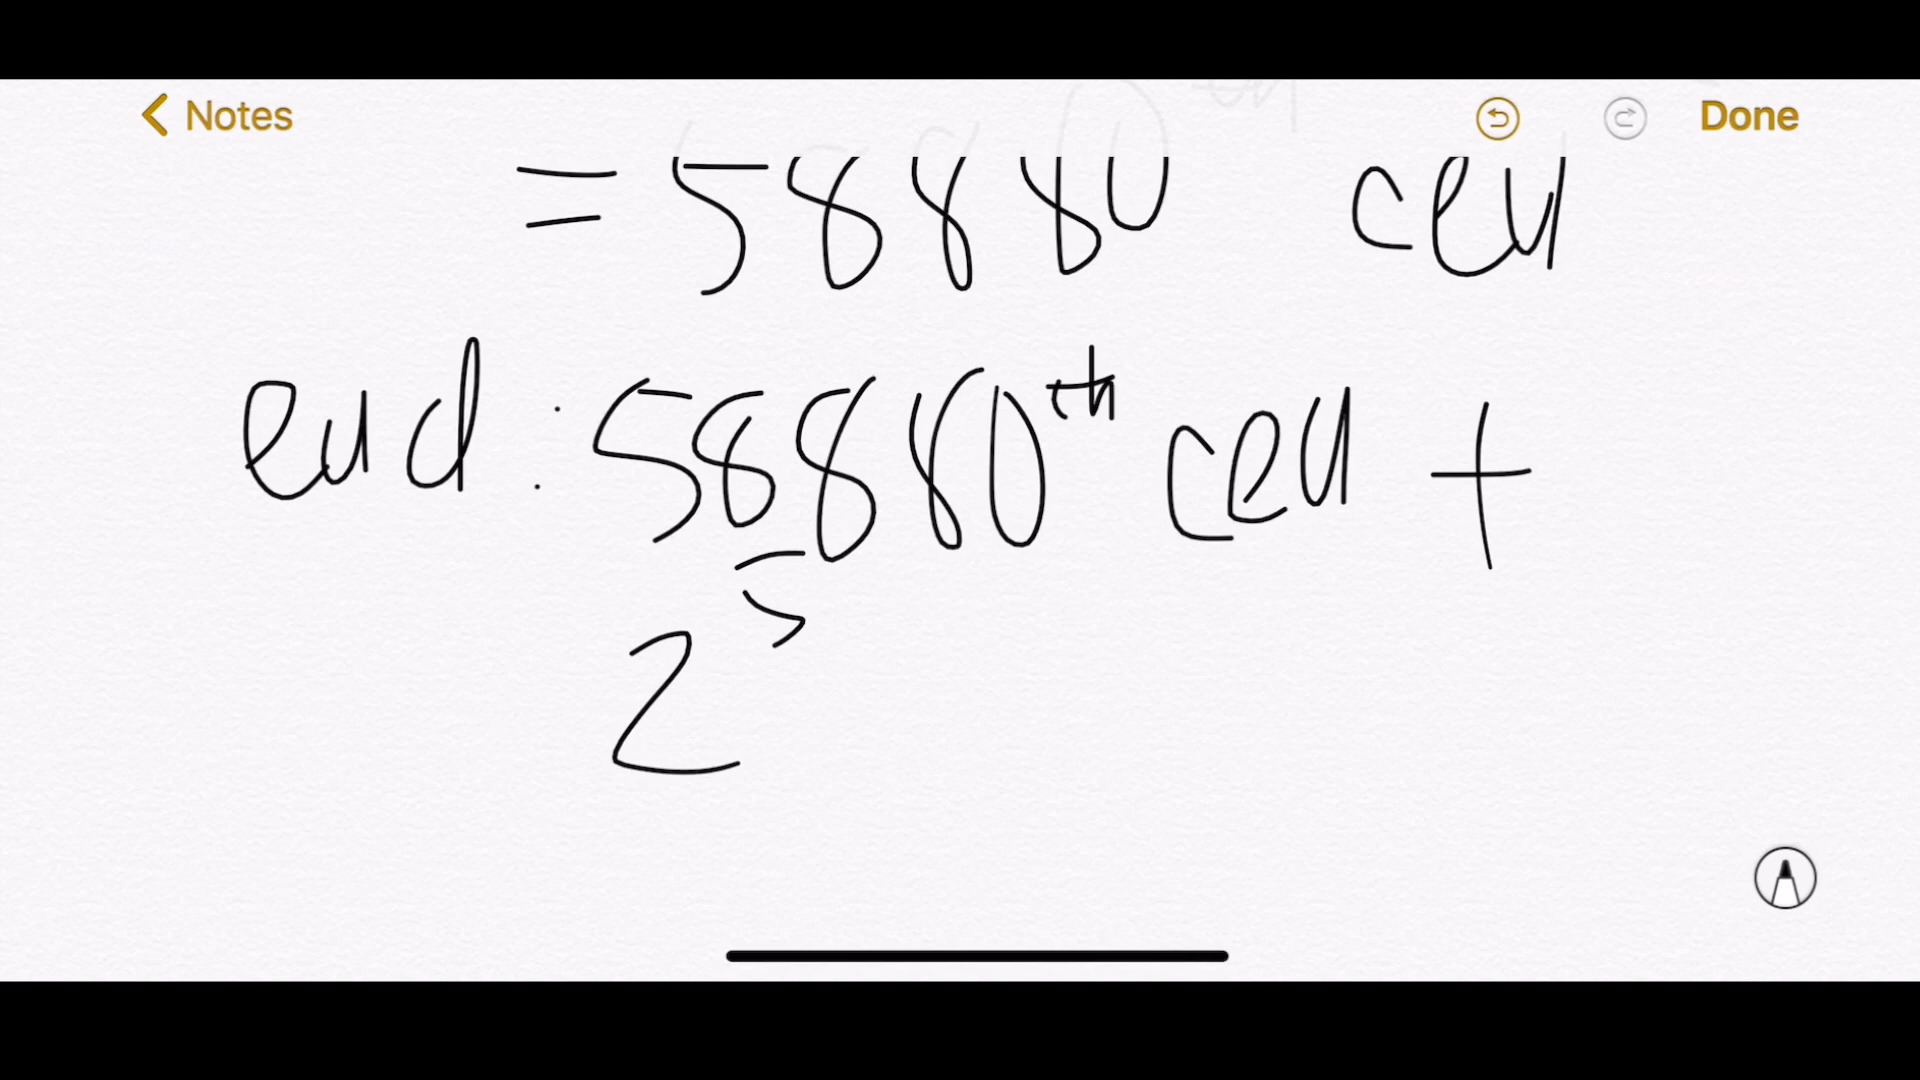 Notes Done
= 58880 cell
end : 58880th cell +
2^5